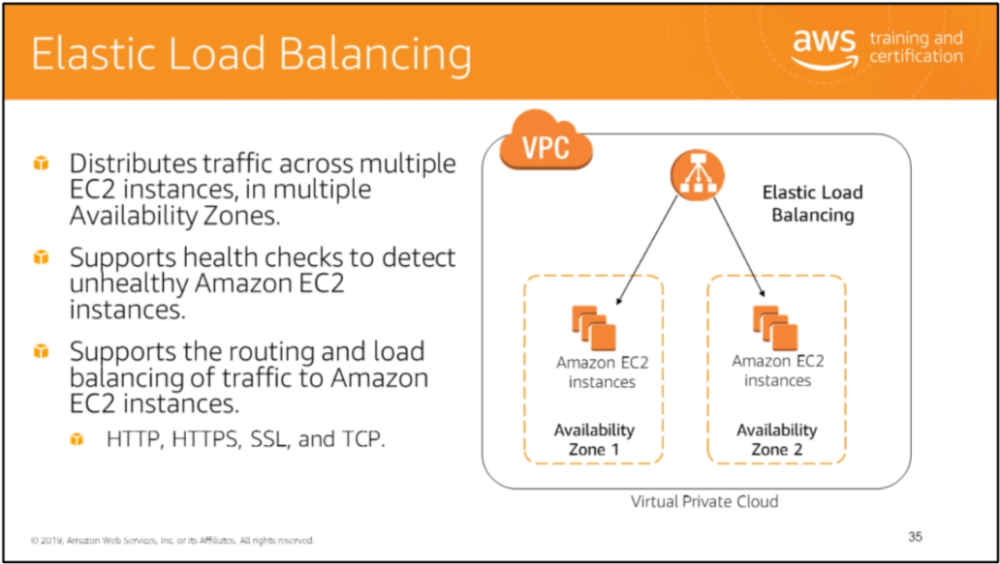 Elastic Load Balancing
aws training and
certification
Distributes traffic across multiple
EC2 instances, in multiple
Availability Zones.
Supports health checks to detect
unhealthy Amazon EC2
instances.
Supports the routing and load
balancing of traffic to Amazon
EC2 instances.
HTTP, HTTPS, SSL, and TCP.
VPC
Elastic Load
Balancing
Amazon EC2
instances
Availability
Zone 1
Amazon EC2
instances
Availability
Zone 2
Virtual Private Cloud
© 2019, Amazon Web Services, Inc. or its Affiliates. All rights reserved.
35